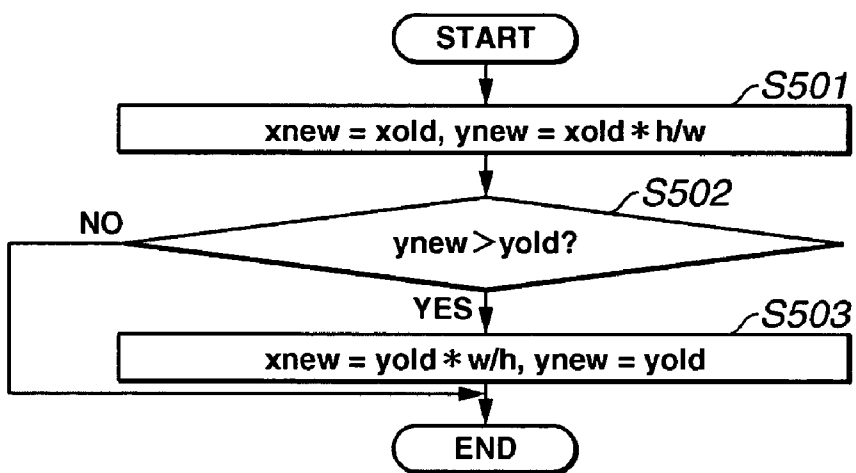 START
S501
xnew = xold, ynew = xold * h/w
S502
NO
ynew > yold?
YES
S503
xnew = yold * w/h, ynew = yold
END